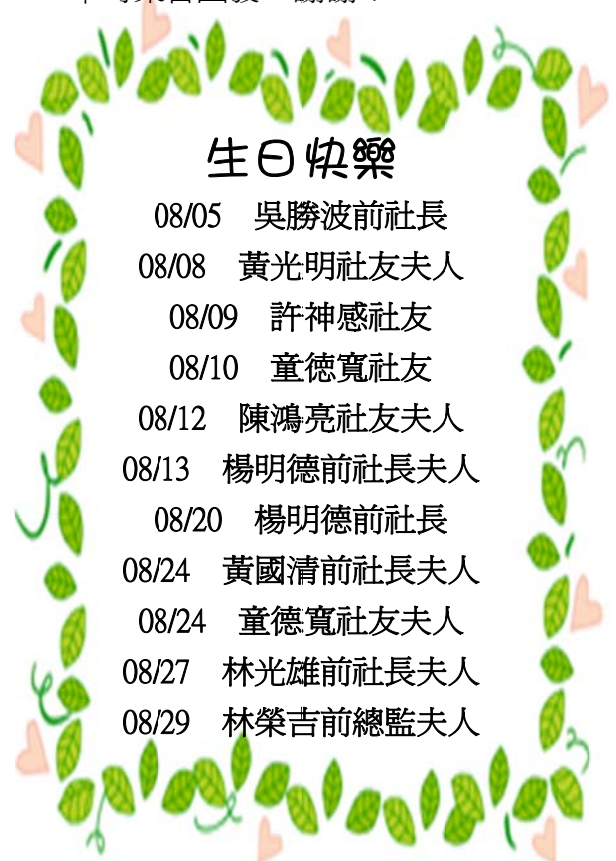 生日快樂
08/05 吳勝波前社長
08/08 黃光明社友夫人
08/09 許神感社友
08/10 童德寬社友
08/12 陳鴻亮社友夫人
08/13 楊明德前社長夫人
08/20 楊明德前社長
08/24 黃國清前社長夫人
08/24 童德寬社友夫人
08/27 林光雄前社長夫人
08/29 林榮吉前總監夫人